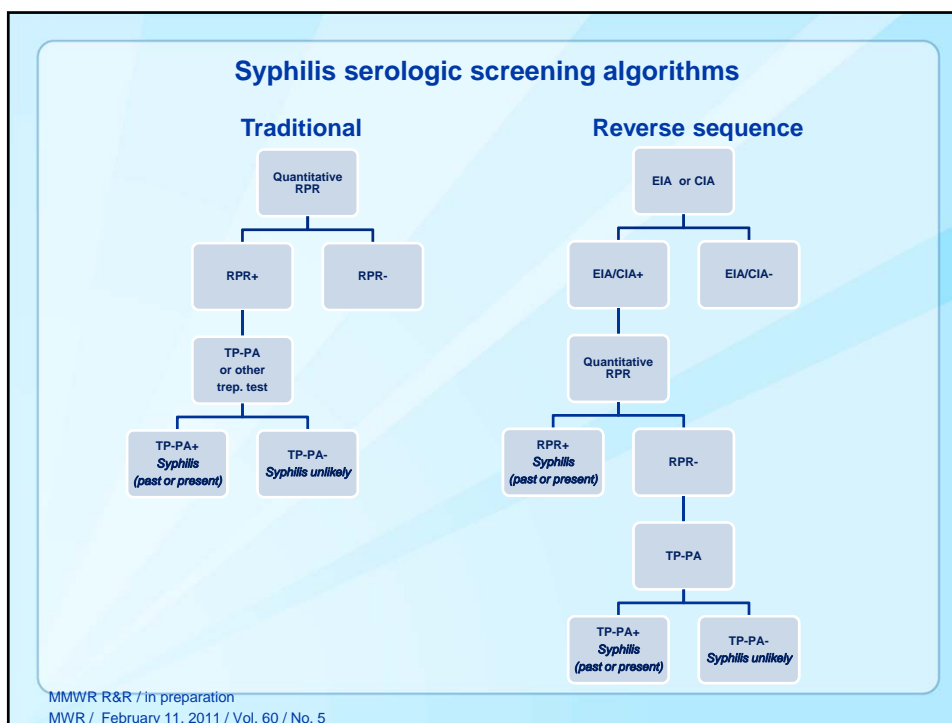 Syphilis serologic screening algorithms
Traditional
Quantitative
RPR
RPR+
RPR-
TP-PA
or other
trep. test
TP-PA+
Syphilis
(past or present)
TP-PA-
Syphilis unlikely
Reverse sequence
EIA or CIA
EIA/CIA+
EIA/CIA-
Quantitative
RPR
RPR+
Syphilis
(past or present)
RPR-
TP-PA
TP-PA+
Syphilis
(past or present)
TP-PA-
Syphilis unlikely
MMWR R&R / in preparation
MWR / February 11, 2011 / Vol. 60 / No. 5